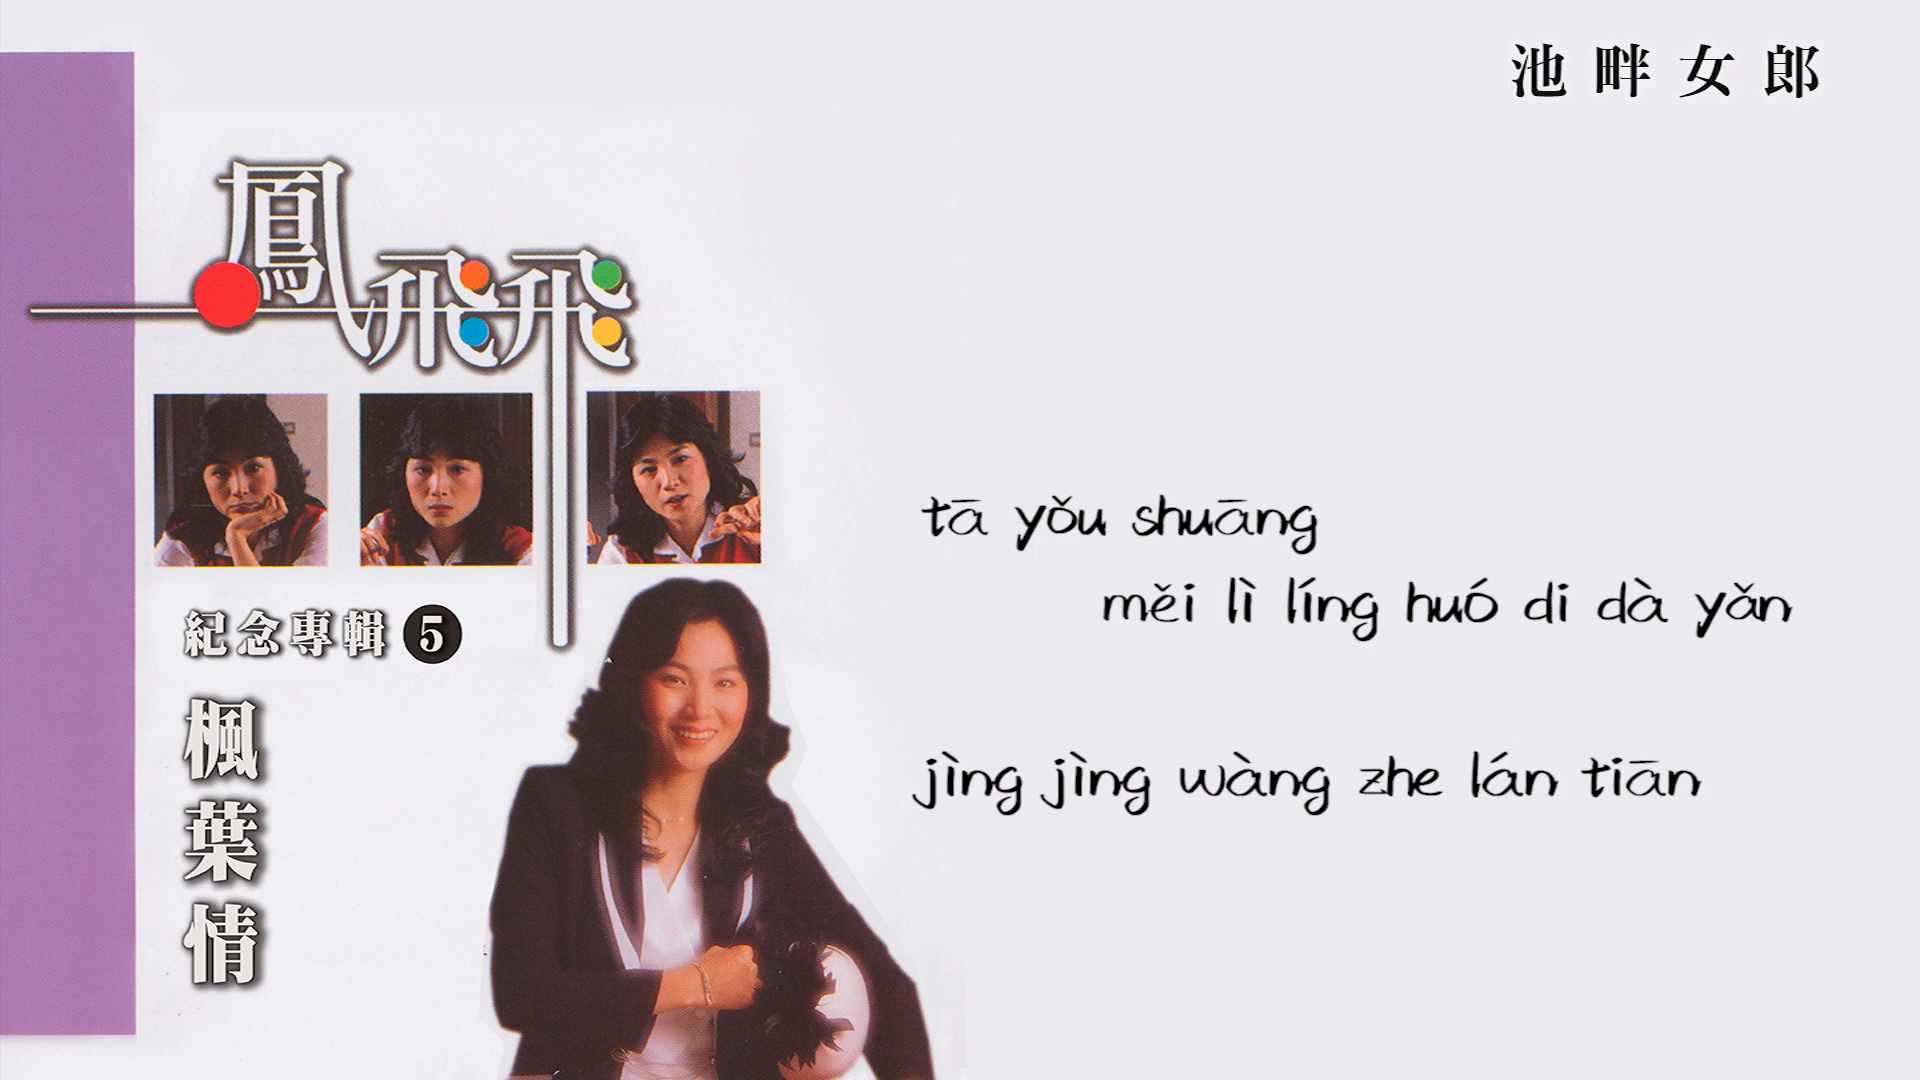 池畔女郎
鳳飛飛
紀念專輯 5
楓葉情
tā yǒu shuāng
měi lì líng huó di dà yǎn
jìng jìng wàng zhe lán tiān